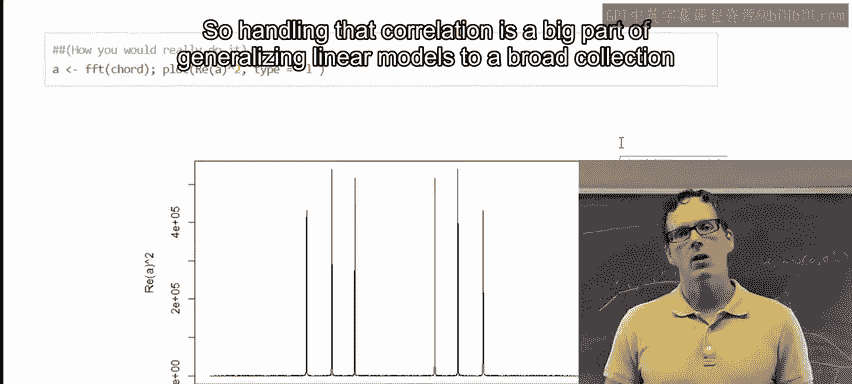 So handling that correlation is a big part of
generalizing linear models to a broad collection
##(How you would really do it)
a <- fft(chord); plot(Re(a)^2, type = "l")
Re(a)^2
4e+05
2e+05
e+00